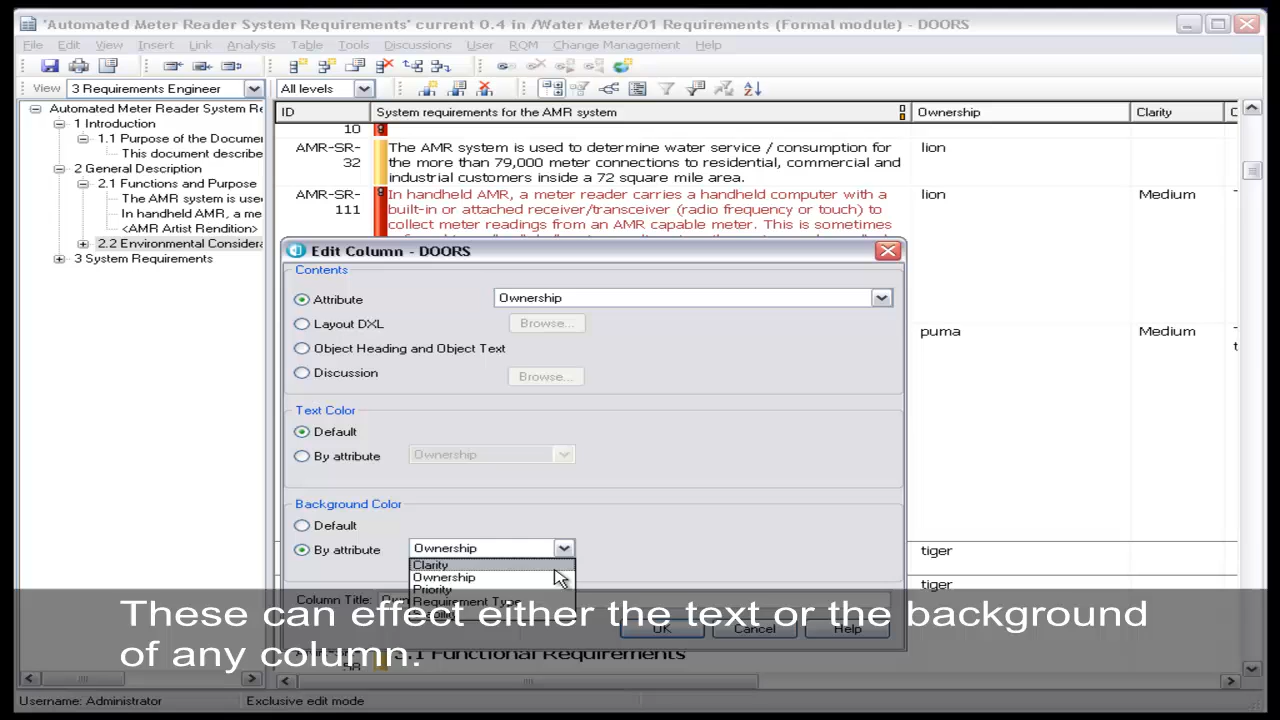 'Automated Meter Reader System Requirements' current 0.4 in /Water Meter/01 Requirements (Formal module) - DOORS
File Edit View Insert Link Analysis Table Tools Discussions User RQM Change Management Help
View 3 Requirements Engineer All levels
Automated Meter Reader System Re
1 Introduction
1.1 Purpose of the Documen
This document describe
2 General Description
2.1 Functions and Purpose
The AMR system is used
In handheld AMR, a me
<AMR Artist Rendition>
2.2 Environmental Considera
3 System Requirements
ID System requirements for the AMR system Ownership Clarity
10
AMR-SR-32 The AMR system is used to determine water service / consumption for lion
the more than 79,000 meter connections to residential, commercial and
industrial customers inside a 72 square mile area.
AMR-SR-111 In handheld AMR, a meter reader carries a handheld computer with a lion Medium
built-in or attached receiver/transceiver (radio frequency or touch) to
collect meter readings from an AMR capable meter. This is sometimes
puma Medium
tiger
tiger
Edit Column - DOORS
Contents
Attribute Ownership
Layout DXL Browse...
Object Heading and Object Text
Discussion Browse...
Text Color
Default
By attribute Ownership
Background Color
Default
By attribute Ownership
Clarity
Ownership
Priority
Requirement Type
Column Title:
OK Cancel Help
3.1 Functional Requirements
These can effect either the text or the background
of any column.
Username: Administrator Exclusive edit mode